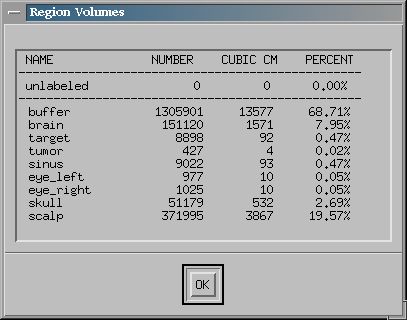 Region Volumes
NAME NUMBER CUBIC CM PERCENT
unlabeled 0 0 0.00%
buffer 1305901 13577 68.71%
brain 151120 1571 7.95%
target 8898 92 0.47%
tumor 427 4 0.02%
sinus 9022 93 0.47%
eye_left 977 10 0.05%
eye_right 1025 10 0.05%
skull 51179 532 2.69%
scalp 371995 3867 19.57%
OK